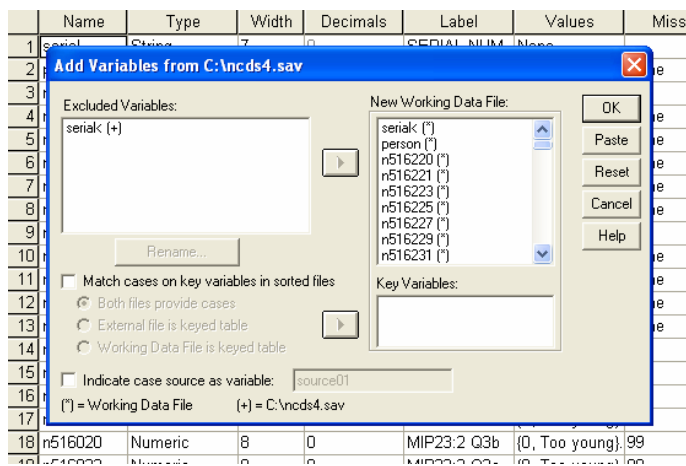 Name Type Width Decimals Label Values Miss
1
Add Variables from C:\ncds4.sav
2
3
4
5
6
7
8
9
10
11
12
13
14
15
16
17
Excluded Variables:
serial< (+)
New Working Data File:
serial< (*)
person (*)
n516220 (*)
n516221 (*)
n516223 (*)
n516225 (*)
n516227 (*)
n516229 (*)
n516231 (*)
OK
Paste
Reset
Cancel
Help
Rename...
Match cases on key variables in sorted files
Both files provide cases
External file is keyed table
Working Data File is keyed table
Key Variables:
Indicate case source as variable: source01
(*) = Working Data File (+) = C:\ncds4.sav
18 n516020 Numeric 8 0 MIP23:2 Q3b {0, Too young}. 99